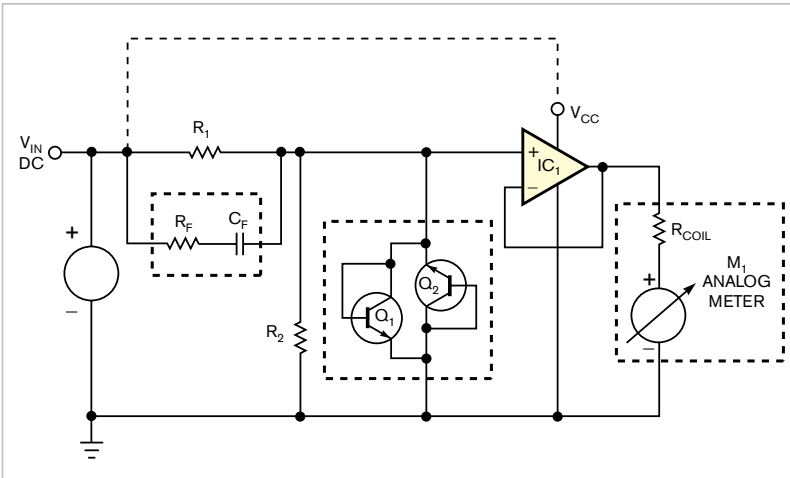 V_IN
DC
R_1
R_F
C_F
+
−
R_2
Q_1
Q_2
V_CC
+
IC_1
−
R_COIL
+
M_1
ANALOG
METER
−